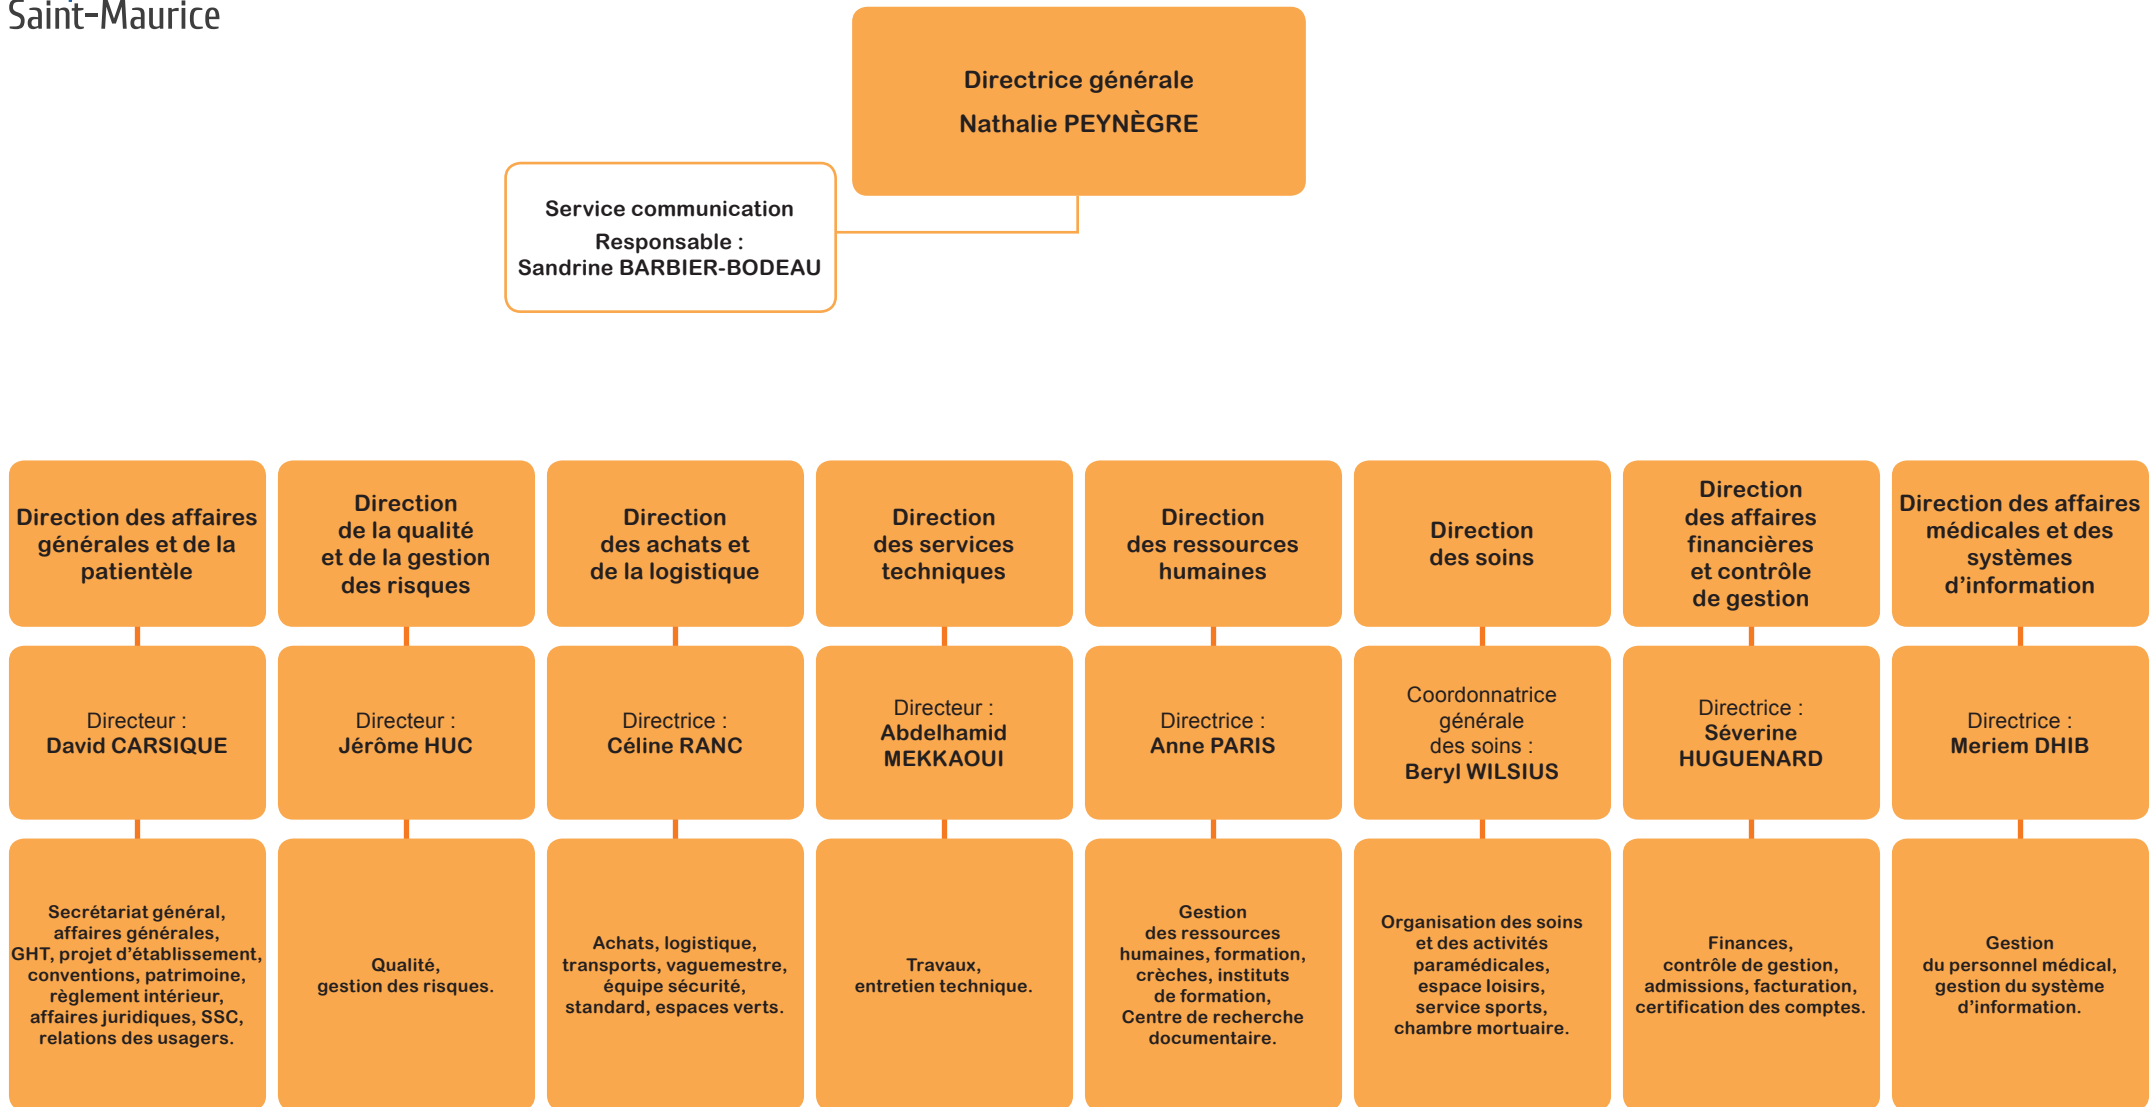 Saint-Maurice
Directrice générale
Nathalie PEYNÈGRE
Service communication
Responsable :
Sandrine BARBIER-BODEAU
Direction des affaires
générales et de la
patientèle
Directeur :
David CARSIQUE
Secrétariat général,
affaires générales,
GHT, projet d’établissement,
conventions, patrimoine,
règlement intérieur,
affaires juridiques, SSC,
relations des usagers.
Direction
de la qualité
et de la gestion
des risques
Directeur :
Jérôme HUC
Qualité,
gestion des risques.
Direction
des achats et
de la logistique
Directrice :
Céline RANC
Achats, logistique,
transports, vaguemestre,
équipe sécurité,
standard, espaces verts.
Direction
des services
techniques
Directeur :
Abdelhamid
MEKKAOUI
Travaux,
entretien technique.
Direction
des ressources
humaines
Directrice :
Anne PARIS
Gestion
des ressources
humaines, formation,
crèches, instituts
de formation,
Centre de recherche
documentaire.
Direction
des soins
Coordonnatrice
générale
des soins :
Beryl WILSIUS
Organisation des soins
et des activités
paramédicales,
espace loisirs,
service sports,
chambre mortuaire.
Direction
des affaires
financières
et contrôle
de gestion
Directrice :
Séverine
HUGUENARD
Finances,
contrôle de gestion,
admissions, facturation,
certification des comptes.
Direction des affaires
médicales et des
systèmes
d’information
Directrice :
Meriem DHIB
Gestion
du personnel médical,
gestion du système
d’information.